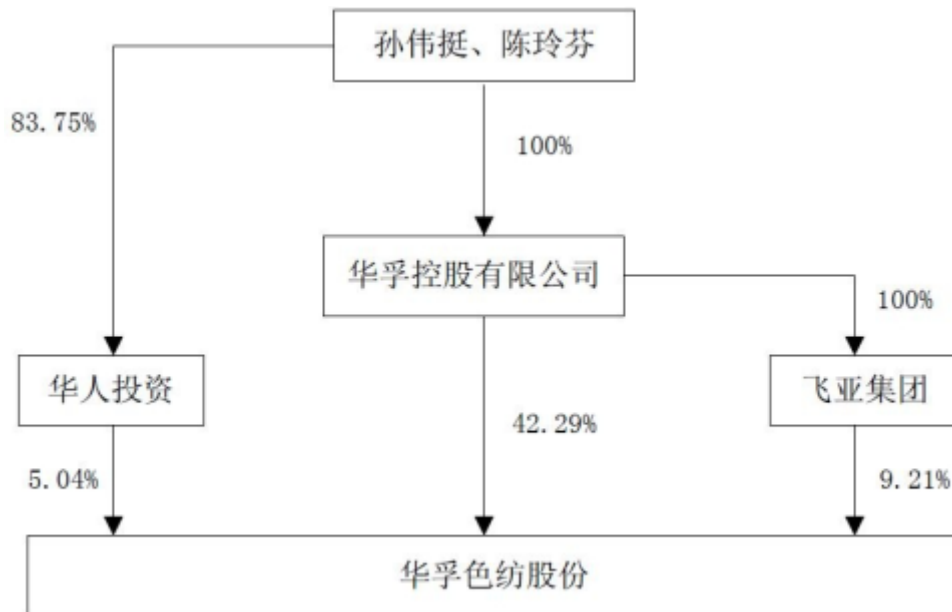 孙伟挺、陈玲芬
83.75%
100%
华孚控股有限公司
100%
华人投资
飞亚集团
42.29%
5.04%
9.21%
华孚色纺股份